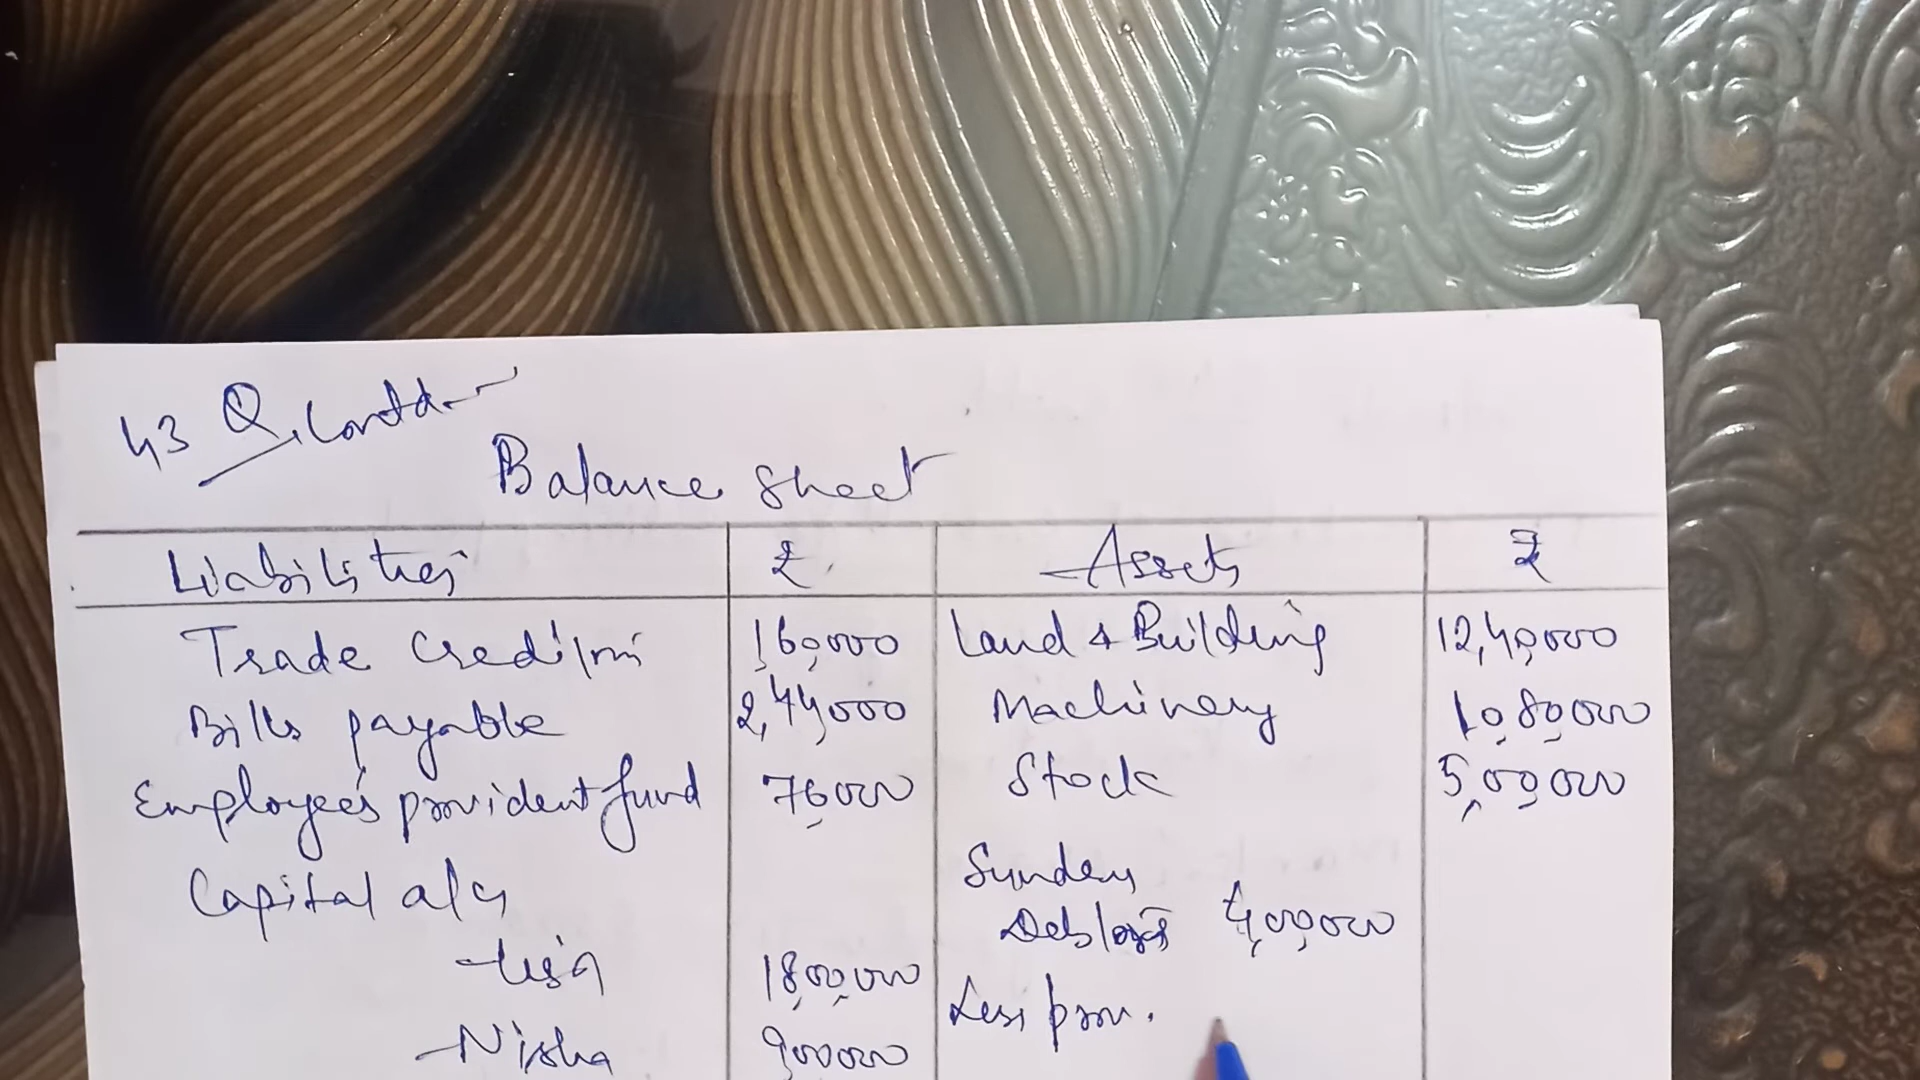 43 Q. Contd-
Balance Sheet
Liabilities ₹ Assets ₹
Trade Creditors 1,60,000 Land & Building 12,40,000
Bills payable 2,44,000 Machinery 10,80,000
Employee's provident fund 76,000 Stock 5,00,000
Capital a/cs Sundry
Debtors 4,00,000
- 18,00,000 Less prov.
- Nisha 9,00,000